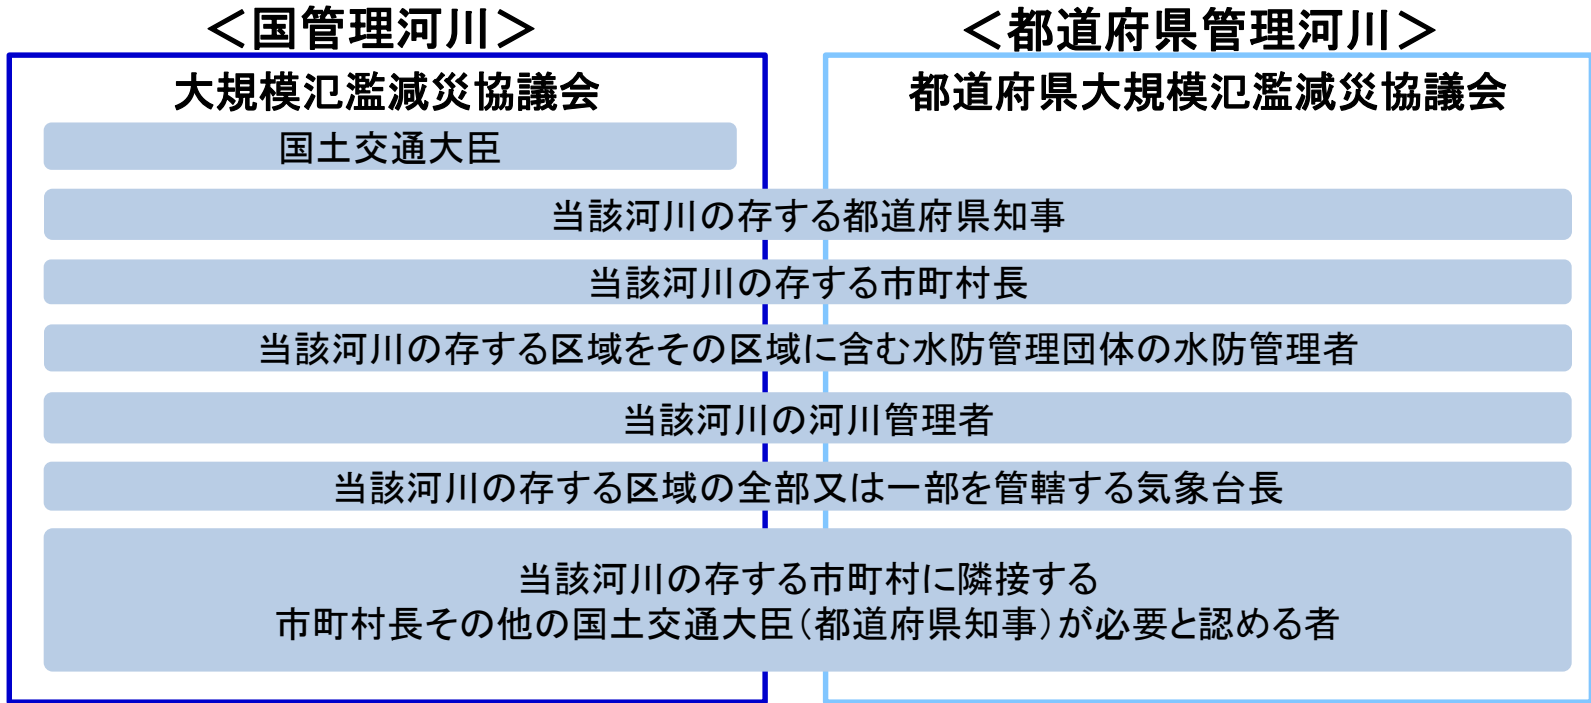 ＜国管理河川＞
＜都道府県管理河川＞
大規模氾濫減災協議会
都道府県大規模氾濫減災協議会
国土交通大臣
当該河川の存する都道府県知事
当該河川の存する市町村長
当該河川の存する区域をその区域に含む水防管理団体の水防管理者
当該河川の河川管理者
当該河川の存する区域の全部又は一部を管轄する気象台長
当該河川の存する市町村に隣接する
市町村長その他の国土交通大臣（都道府県知事）が必要と認める者